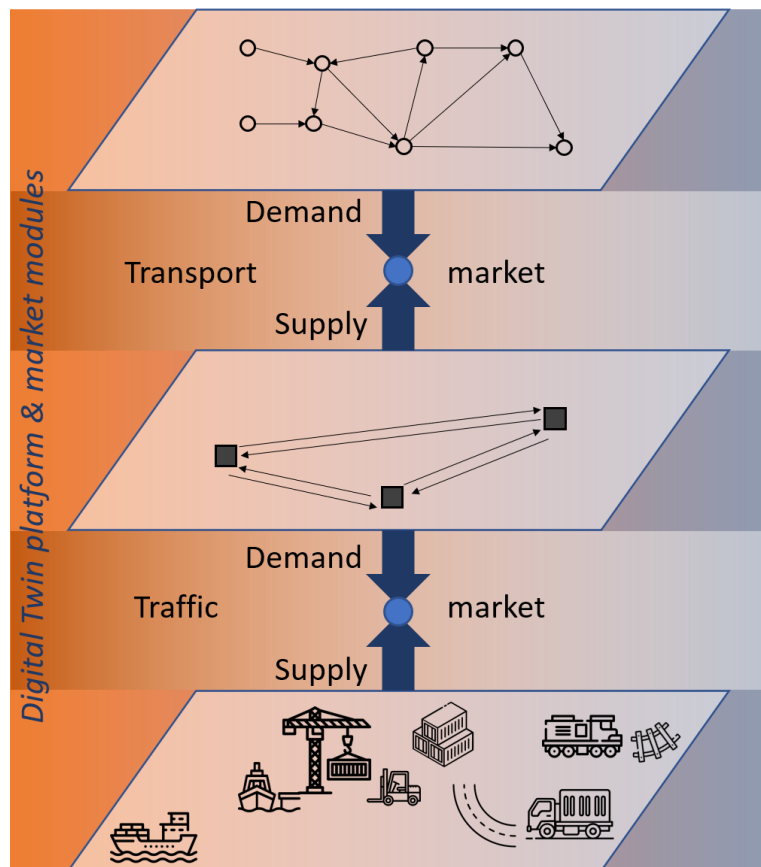 Digital Twin platform & market modules
Demand
Transport market
Supply
Demand
Traffic market
Supply